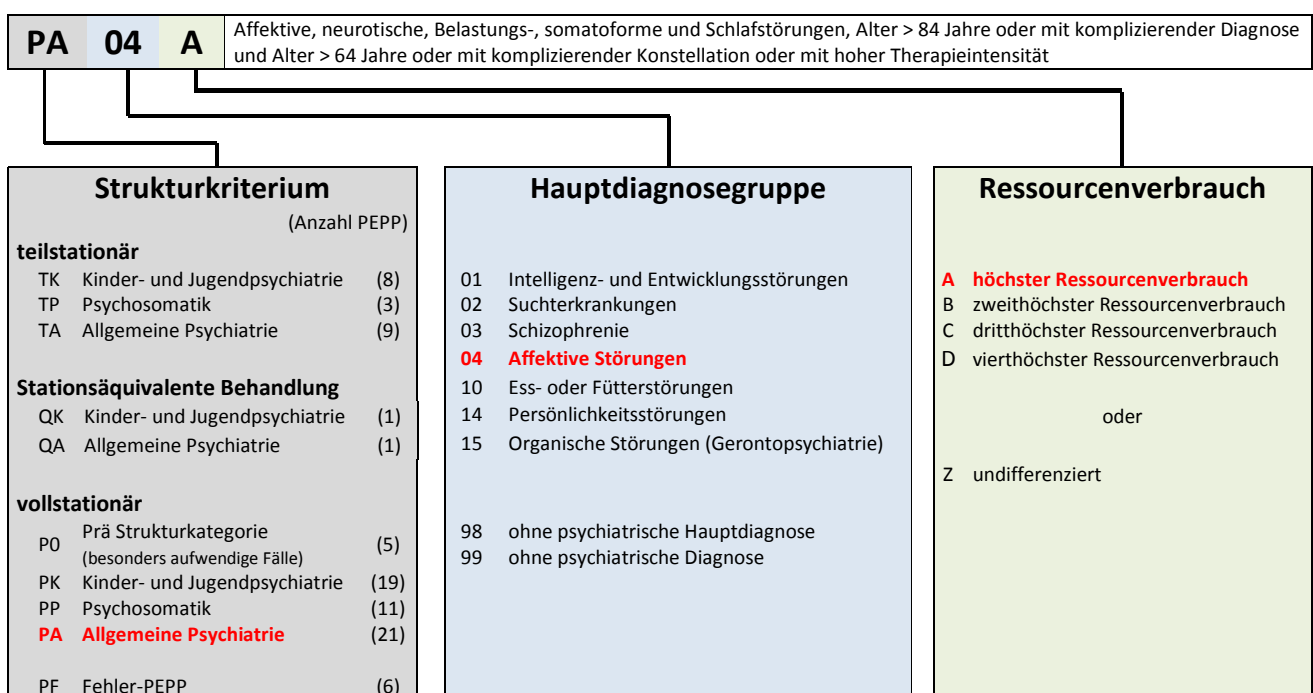 PA 04 A
Affektive, neurotische, Belastungs-, somatoforme und Schlafstörungen, Alter > 84 Jahre oder mit komplizierender Diagnose
und Alter > 64 Jahre oder mit komplizierender Konstellation oder mit hoher Therapieintensität
Strukturkriterium
(Anzahl PEPP)
teilstationär
TK Kinder- und Jugendpsychiatrie (8)
TP Psychosomatik (3)
TA Allgemeine Psychiatrie (9)
Stationsäquivalente Behandlung
QK Kinder- und Jugendpsychiatrie (1)
QA Allgemeine Psychiatrie (1)
vollstationär
P0 Prä Strukturkategorie (5)
(besonders aufwendige Fälle)
PK Kinder- und Jugendpsychiatrie (19)
PP Psychosomatik (11)
PA Allgemeine Psychiatrie (21)
PF Fehler-PEPP (6)
Hauptdiagnosegruppe
01 Intelligenz- und Entwicklungsstörungen
02 Suchterkrankungen
03 Schizophrenie
04 Affektive Störungen
10 Ess- oder Fütterstörungen
14 Persönlichkeitsstörungen
15 Organische Störungen (Gerontopsychiatrie)
98 ohne psychiatrische Hauptdiagnose
99 ohne psychiatrische Diagnose
Ressourcenverbrauch
A höchster Ressourcenverbrauch
B zweithöchster Ressourcenverbrauch
C dritthöchster Ressourcenverbrauch
D vierthöchster Ressourcenverbrauch
oder
Z undifferenziert